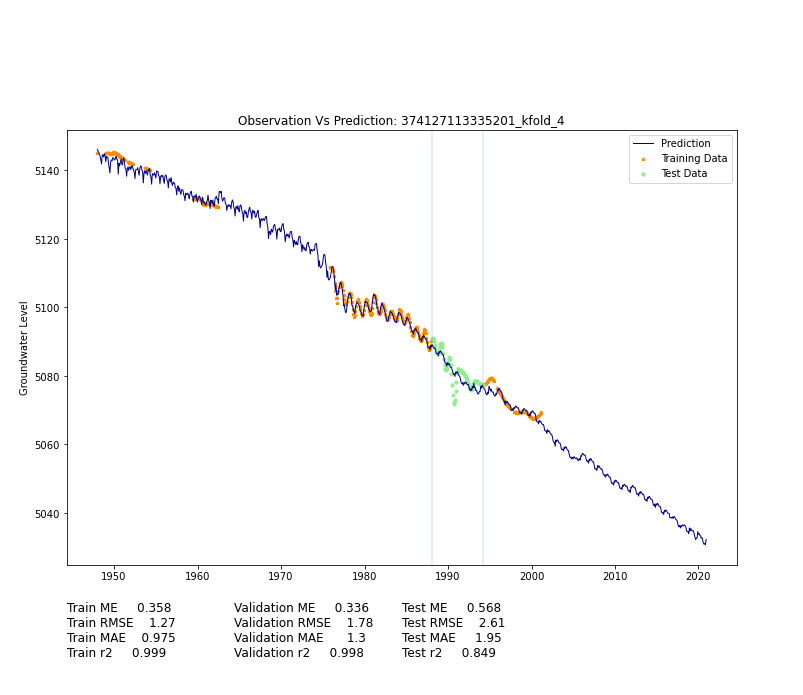 Observation Vs Prediction: 374127113335201_kfold_4
Prediction
Training Data
Test Data
Groundwater Level
5140
5120
5100
5080
5060
5040
1950 1960 1970 1980 1990 2000 2010 2020
Train ME 0.358 Validation ME 0.336 Test ME 0.568
Train RMSE 1.27 Validation RMSE 1.78 Test RMSE 2.61
Train MAE 0.975 Validation MAE 1.3 Test MAE 1.95
Train r2 0.999 Validation r2 0.998 Test r2 0.849